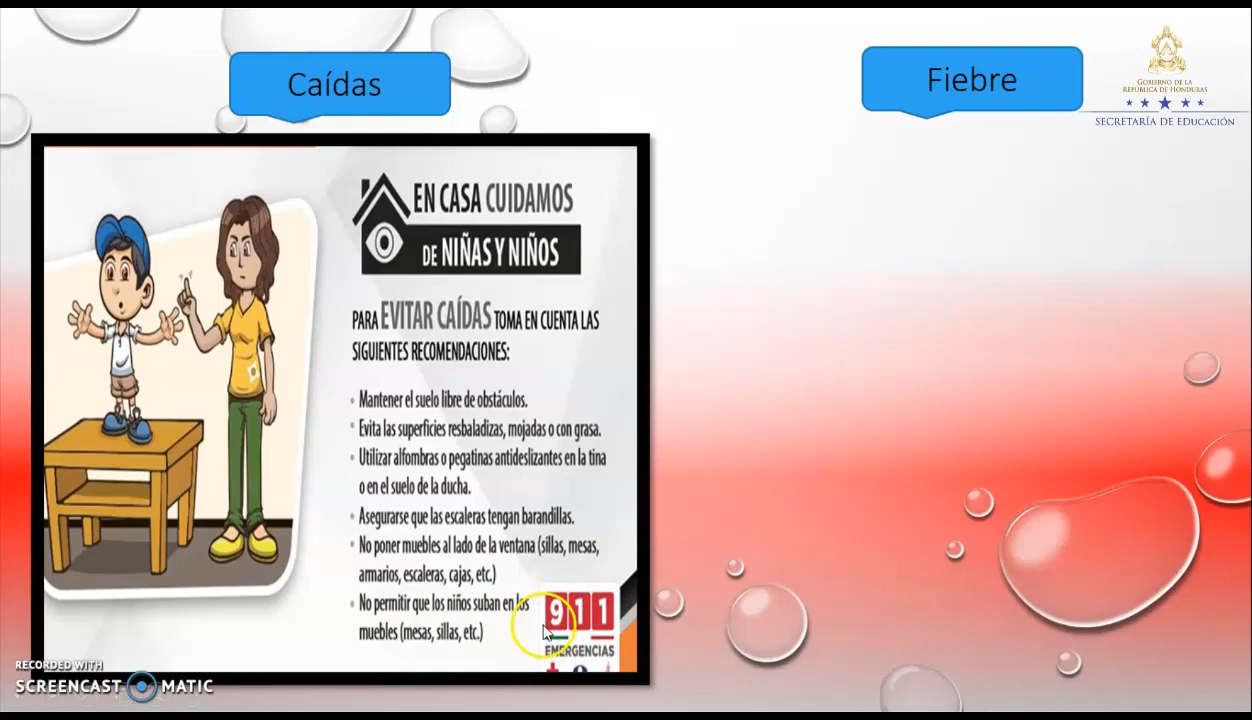 Caídas
Fiebre
GOBIERNO DE LA
REPÚBLICA DE HONDURAS
SECRETARÍA DE EDUCACIÓN
EN CASA CUIDAMOS
DE NIÑAS Y NIÑOS
PARA EVITAR CAÍDAS TOMA EN CUENTA LAS
SIGUIENTES RECOMENDACIONES:
• Mantener el suelo libre de obstáculos.
• Evita las superficies resbaladizas, mojadas o con grasa.
• Utilizar alfombras o pegatinas antideslizantes en la tina
o en el suelo de la ducha.
• Asegurarse que las escaleras tengan barandillas.
• No poner muebles al lado de la ventana (sillas, mesas,
armarios, escaleras, cajas, etc.)
• No permitir que los niños suban en los
muebles (mesas, sillas, etc.)
911
EMERGENCIAS
RECORDED WITH
SCREENCAST MATIC